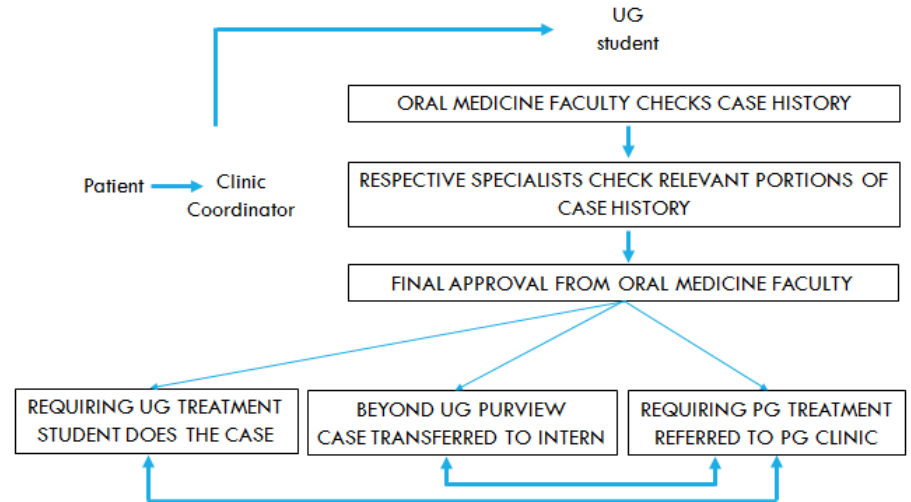 UG
student
ORAL MEDICINE FACULTY CHECKS CASE HISTORY
Patient
Clinic
Coordinator
RESPECTIVE SPECIALISTS CHECK RELEVANT PORTIONS OF
CASE HISTORY
FINAL APPROVAL FROM ORAL MEDICINE FACULTY
REQUIRING UG TREATMENT
STUDENT DOES THE CASE
BEYOND UG PURVIEW
CASE TRANSFERRED TO INTERN
REQUIRING PG TREATMENT
REFERRED TO PG CLINIC